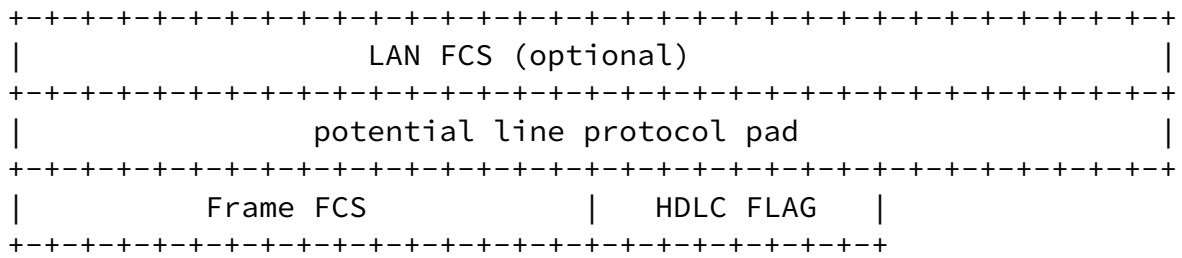 +-+-+-+-+-+-+-+-+-+-+-+-+-+-+-+-+-+-+-+-+-+-+-+-+-+-+-+-+-+-+-+-+
|                   LAN FCS (optional)                          |
+-+-+-+-+-+-+-+-+-+-+-+-+-+-+-+-+-+-+-+-+-+-+-+-+-+-+-+-+-+-+-+-+
|                potential line protocol pad                    |
+-+-+-+-+-+-+-+-+-+-+-+-+-+-+-+-+-+-+-+-+-+-+-+-+-+-+-+-+-+-+-+-+
|          Frame FCS            |   HDLC FLAG   |
+-+-+-+-+-+-+-+-+-+-+-+-+-+-+-+-+-+-+-+-+-+-+-+-+